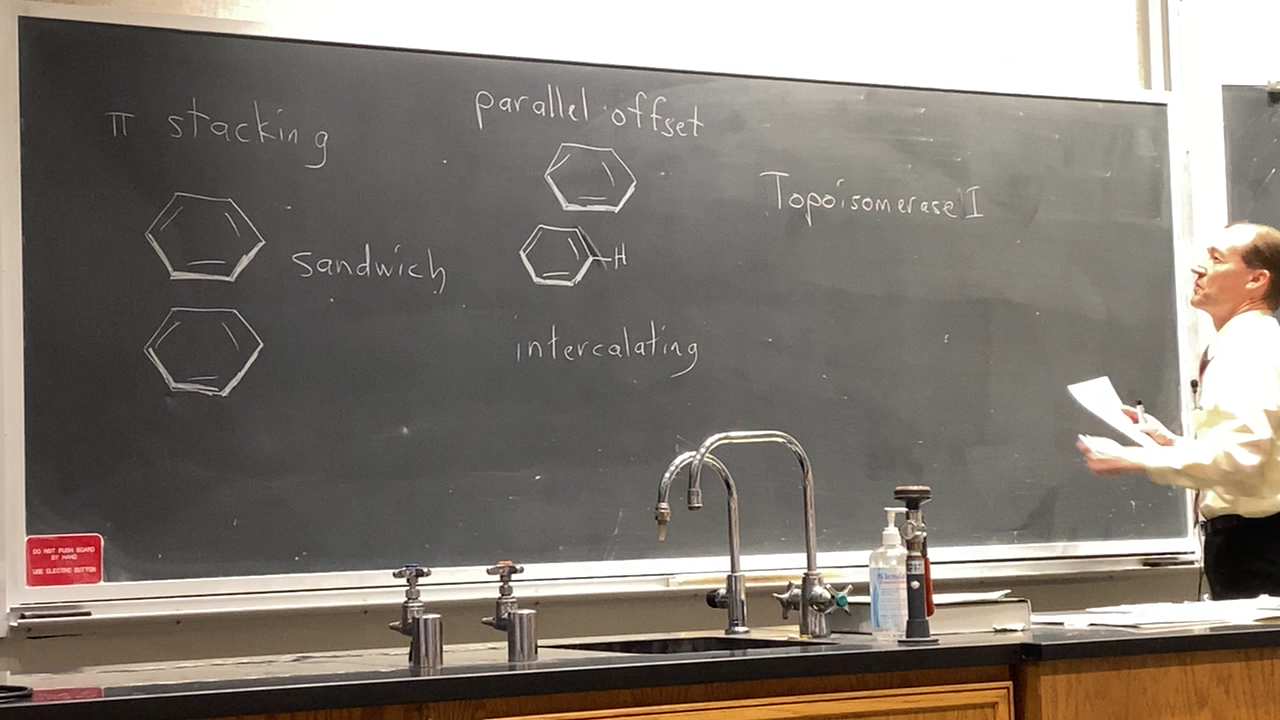 π stacking
sandwich
parallel offset
H
intercalating
Topoisomerase I
DO NOT PUSH BOARD
BY HAND
USE ELECTRIC BUTTON